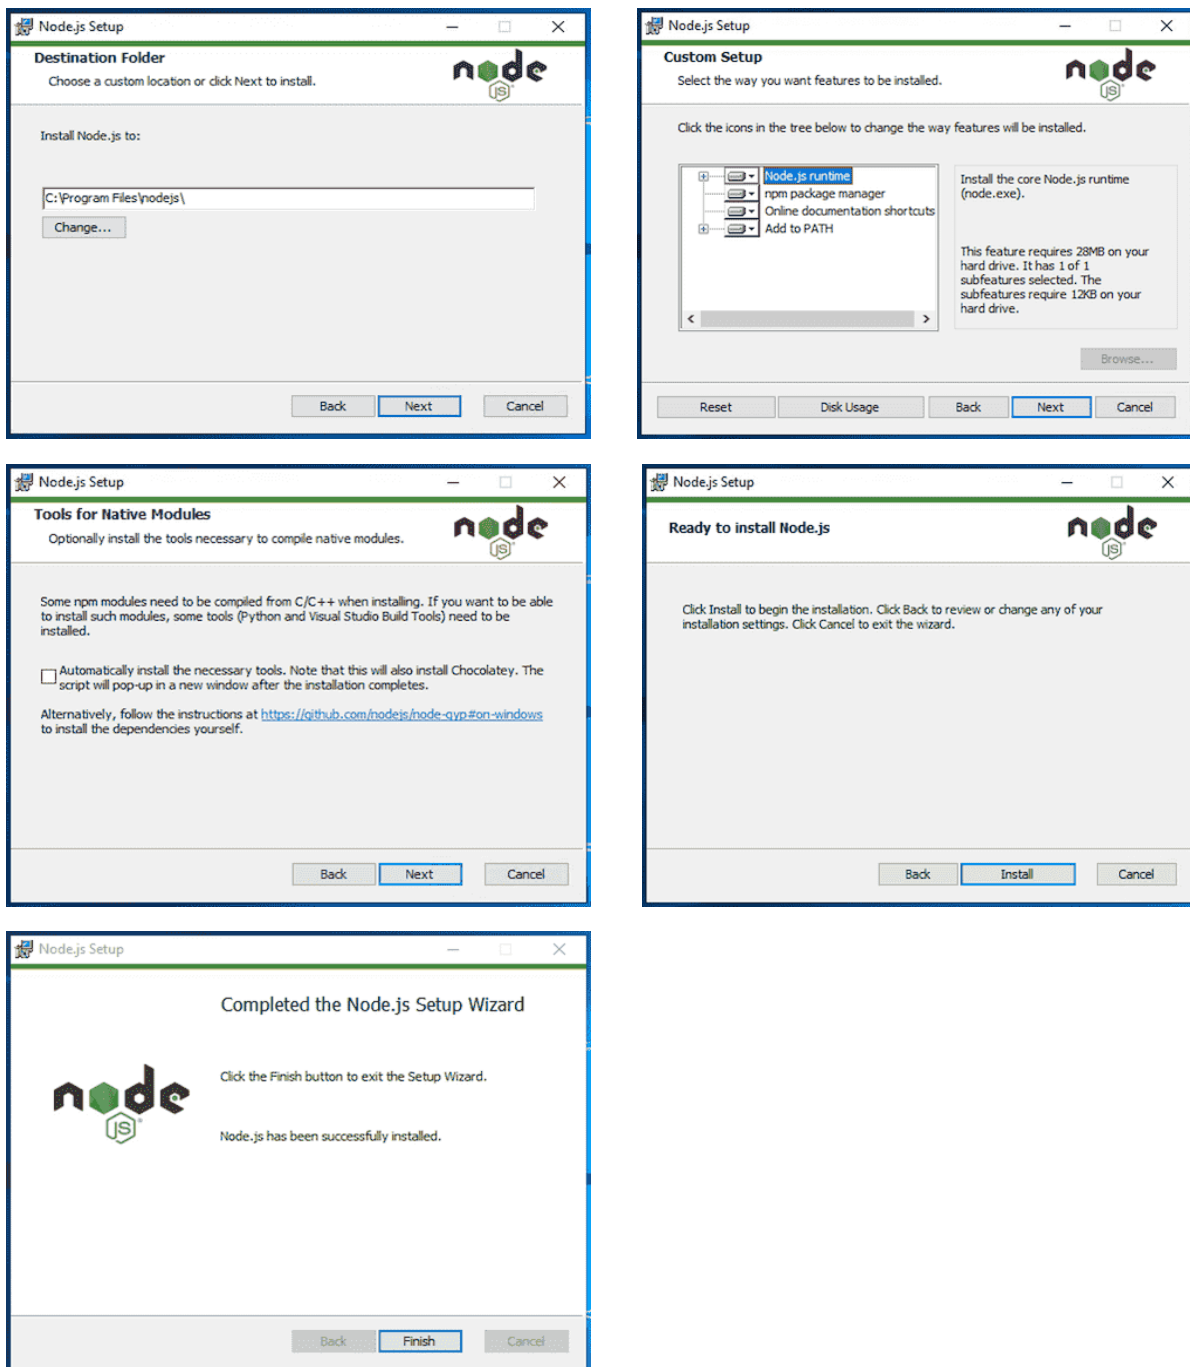 Node.js Setup
Destination Folder
Choose a custom location or click Next to install.
node
JS
Install Node.js to:
C:\Program Files\nodejs\
Change...
Back
Next
Cancel
Node.js Setup
Custom Setup
Select the way you want features to be installed.
node
JS
Click the icons in the tree below to change the way features will be installed.
Node.js runtime
npm package manager
Online documentation shortcuts
Add to PATH
Install the core Node.js runtime
(node.exe).
This feature requires 28MB on your
hard drive. It has 1 of 1
subfeatures selected. The
subfeatures require 12KB on your
hard drive.
Browse...
Reset
Disk Usage
Back
Next
Cancel
Node.js Setup
Tools for Native Modules
Optionally install the tools necessary to compile native modules.
node
JS
Some npm modules need to be compiled from C/C++ when installing. If you want to be able
to install such modules, some tools (Python and Visual Studio Build Tools) need to be
installed.
Automatically install the necessary tools. Note that this will also install Chocolatey. The
script will pop-up in a new window after the installation completes.
Alternatively, follow the instructions at https://github.com/nodejs/node-gyp#on-windows
to install the dependencies yourself.
Back
Next
Cancel
Node.js Setup
Ready to install Node.js
node
JS
Click Install to begin the installation. Click Back to review or change any of your
installation settings. Click Cancel to exit the wizard.
Back
Install
Cancel
Node.js Setup
Completed the Node.js Setup Wizard
node
JS
Click the Finish button to exit the Setup Wizard.
Node.js has been successfully installed.
Back
Finish
Cancel